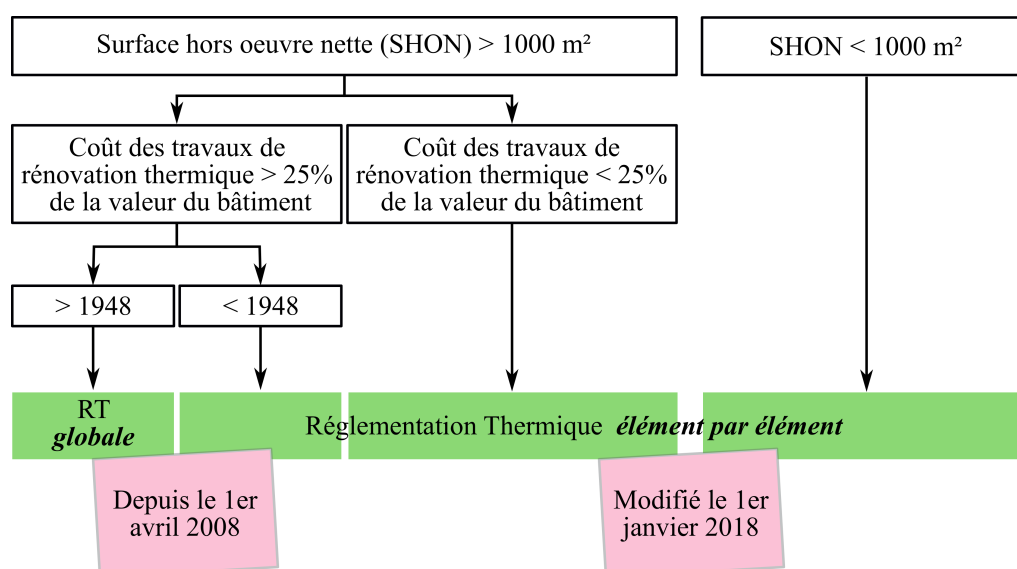 Surface hors oeuvre nette (SHON) > 1000 m²
SHON < 1000 m²
Coût des travaux de
rénovation thermique > 25%
de la valeur du bâtiment
Coût des travaux de
rénovation thermique < 25%
de la valeur du bâtiment
> 1948
< 1948
RT
globale
Réglementation Thermique élément par élément
Depuis le 1er
avril 2008
Modifié le 1er
janvier 2018